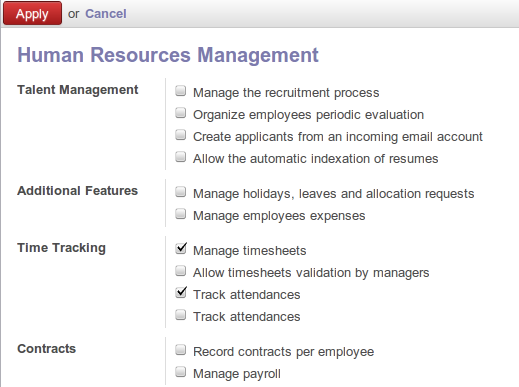 Apply or Cancel
Human Resources Management
Talent Management Manage the recruitment process
Organize employees periodic evaluation
Create applicants from an incoming email account
Allow the automatic indexation of resumes
Additional Features Manage holidays, leaves and allocation requests
Manage employees expenses
Time Tracking Manage timesheets
Allow timesheets validation by managers
Track attendances
Track attendances
Contracts Record contracts per employee
Manage payroll